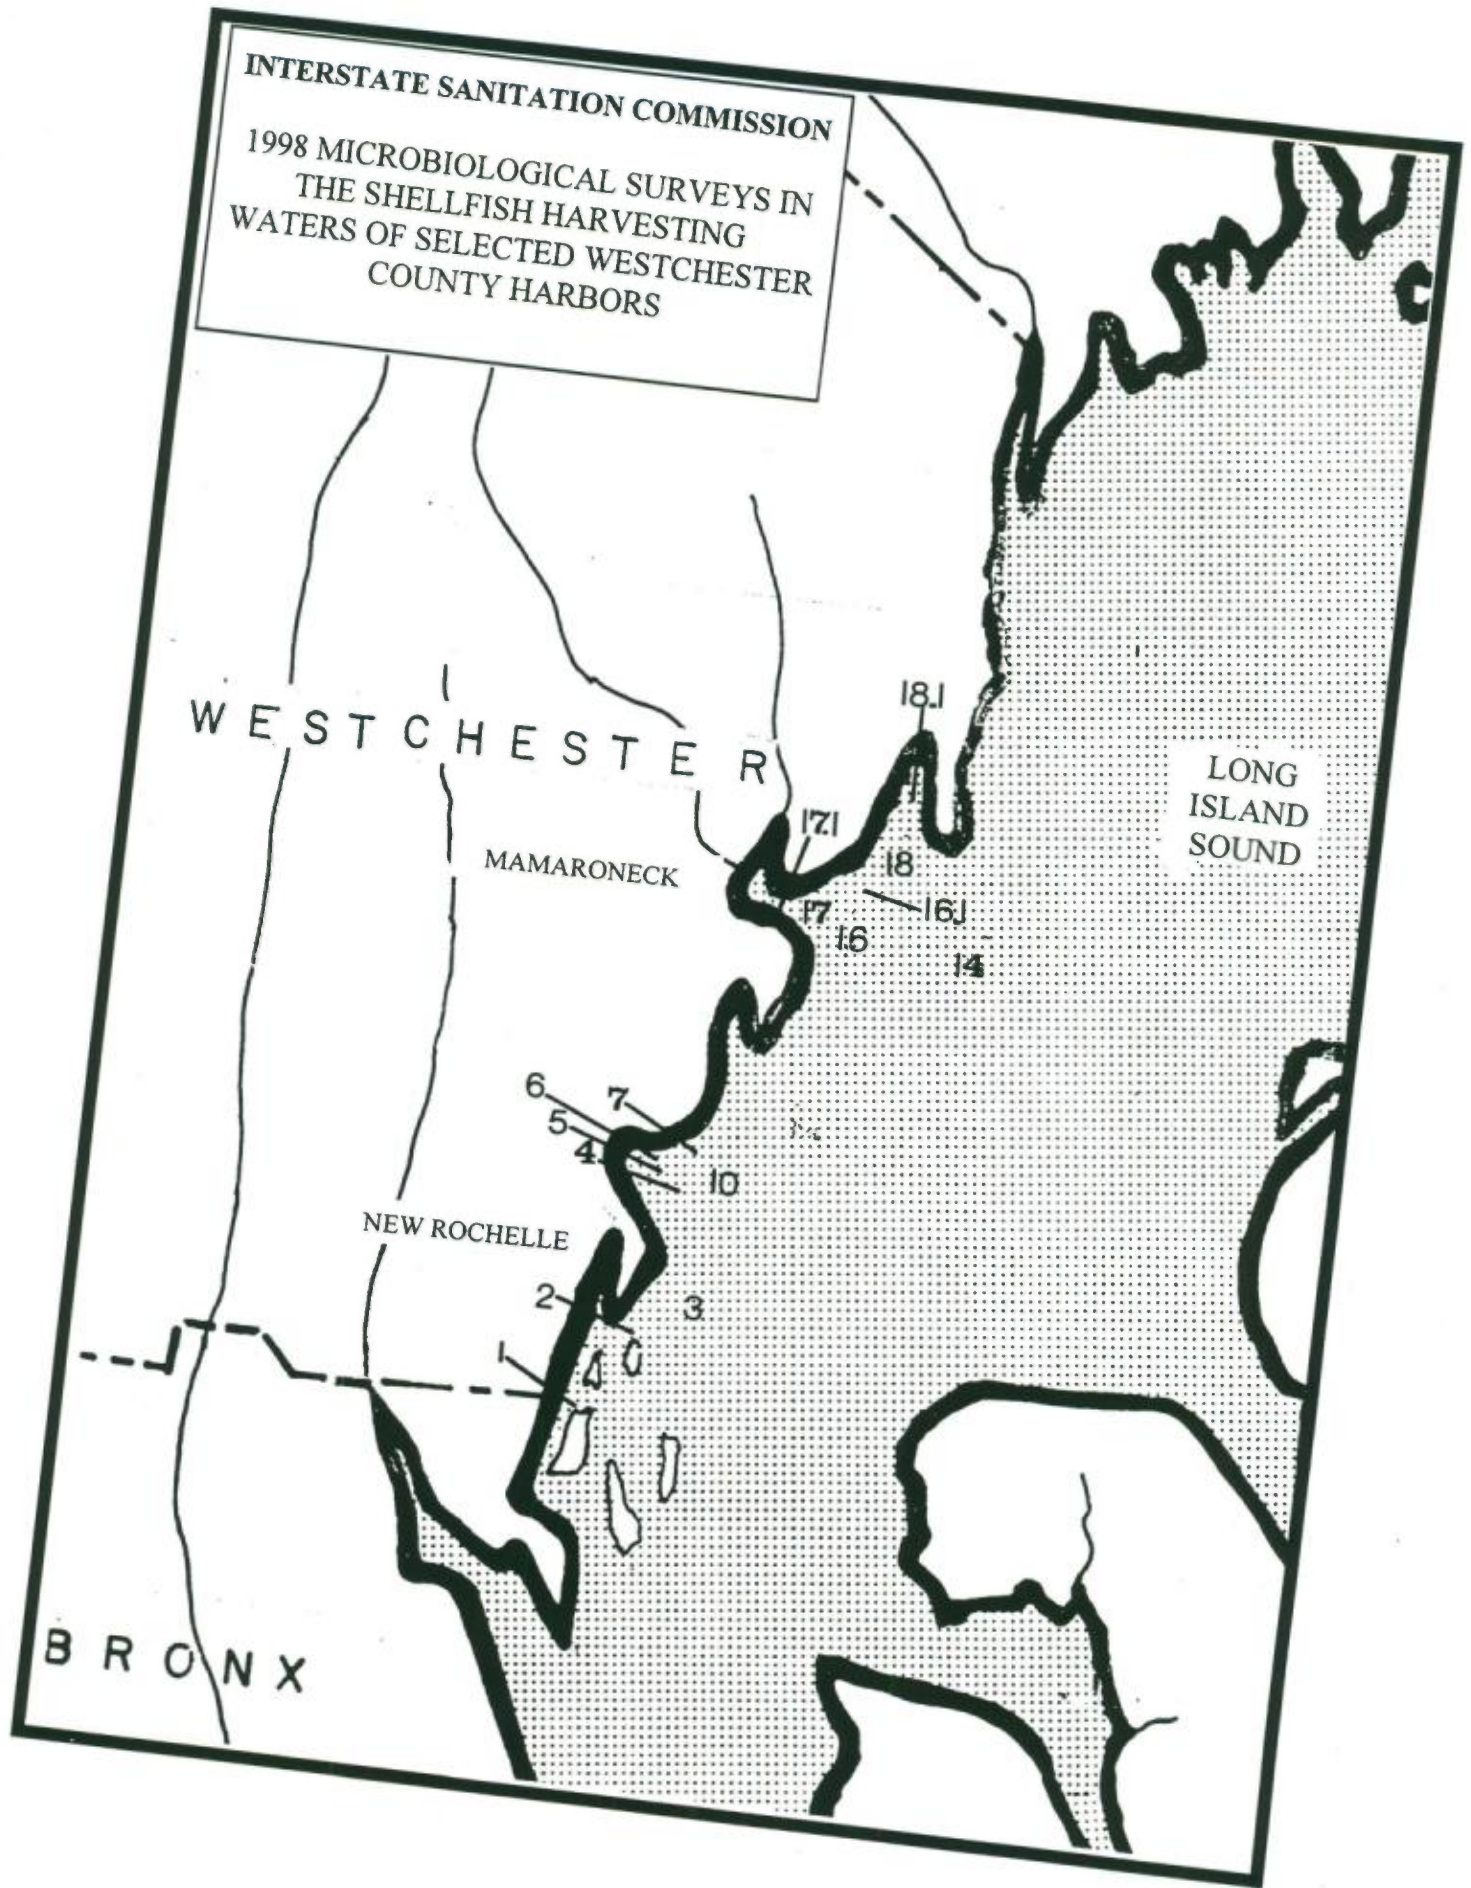 INTERSTATE SANITATION COMMISSION
1998 MICROBIOLOGICAL SURVEYS IN
THE SHELLFISH HARVESTING
WATERS OF SELECTED WESTCHESTER
COUNTY HARBORS
18.1
WESTCHESTER
LONG
ISLAND
SOUND
17.1
MAMARONECK
18
17
16.1
16
14
6
7
5
4
10
NEW ROCHELLE
2
3
1
BRONX